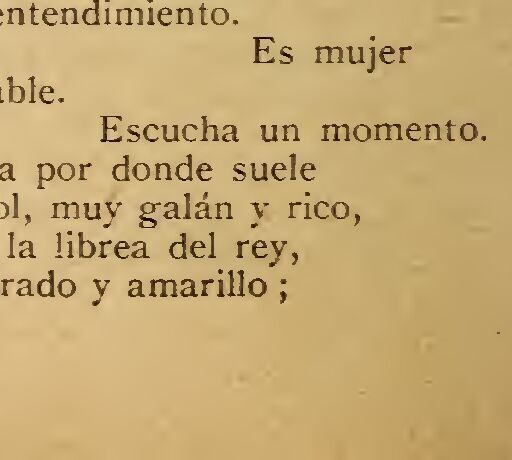 entendimiento.
Es mujer
able.
Escucha un momento.
a por donde suele
ol, muy galán y rico,
la librea del rey,
rado y amarillo ;